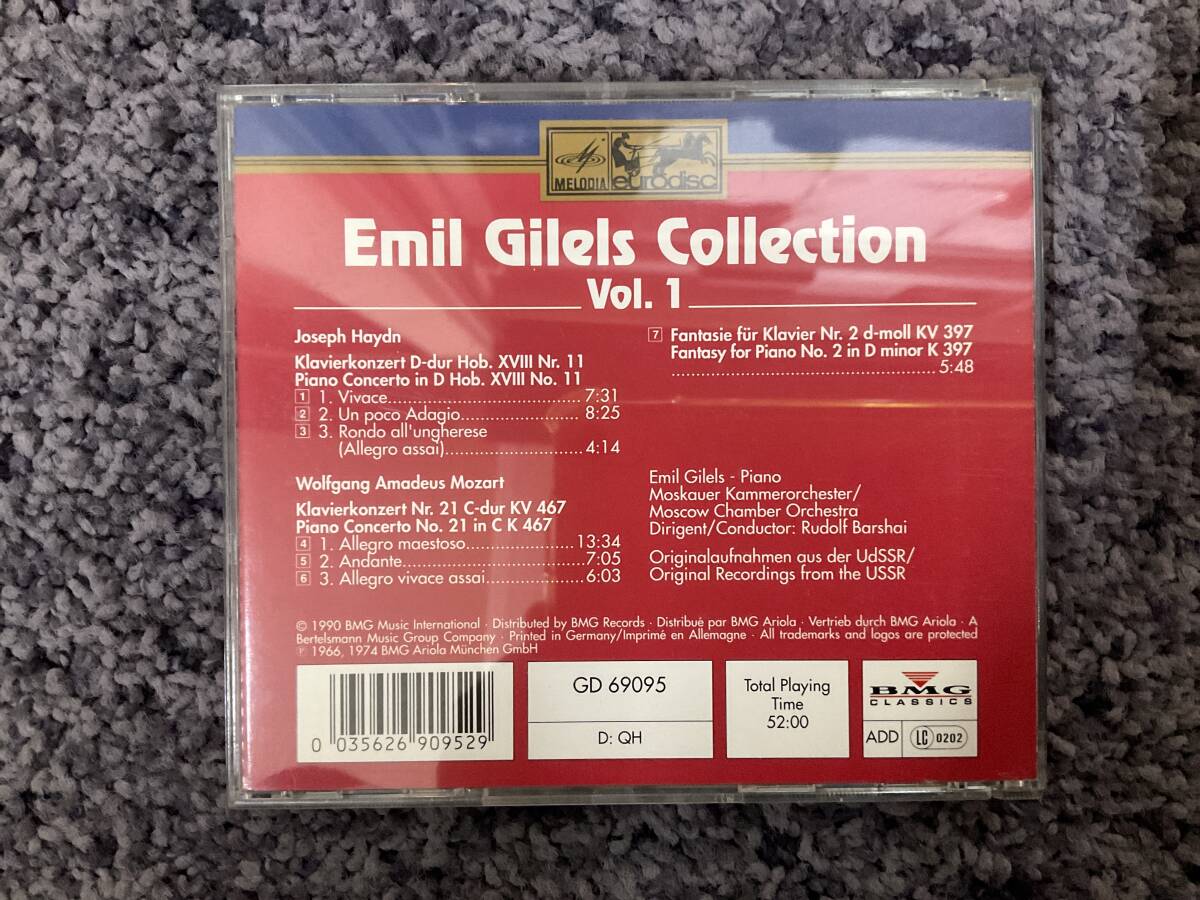 MELODIA eurodisc
Emil Gilels Collection
Vol. 1
Joseph Haydn
Klavierkonzert D-dur Hob. XVIII Nr. 11
Piano Concerto in D Hob. XVIII No. 11
1 1. Vivace........................................ 7:31
2 2. Un poco Adagio........................ 8:25
3 3. Rondo all'ungherese
(Allegro assai)............................ 4:14
Wolfgang Amadeus Mozart
Klavierkonzert Nr. 21 C-dur KV 467
Piano Concerto No. 21 in C K 467
4 1. Allegro maestoso......................13:34
5 2. Andante.....................................7:05
6 3. Allegro vivace assai....................6:03
7 Fantasie für Klavier Nr. 2 d-moll KV 397
Fantasy for Piano No. 2 in D minor K 397
.................................................... 5:48
Emil Gilels - Piano
Moskauer Kammerorchester/
Moscow Chamber Orchestra
Dirigent/Conductor: Rudolf Barshai
Originalaufnahmen aus der UdSSR/
Original Recordings from the USSR
© 1990 BMG Music International · Distributed by BMG Records · Distribué par BMG Ariola · Vertrieb durch BMG Ariola · A
Bertelsmann Music Group Company · Printed in Germany/Imprimé en Allemagne · All trademarks and logos are protected
℗ 1966, 1974 BMG Ariola München GmbH
0 035626 909529
GD 69095
D: QH
Total Playing
Time
52:00
BMG
CLASSICS
ADD LC 0202